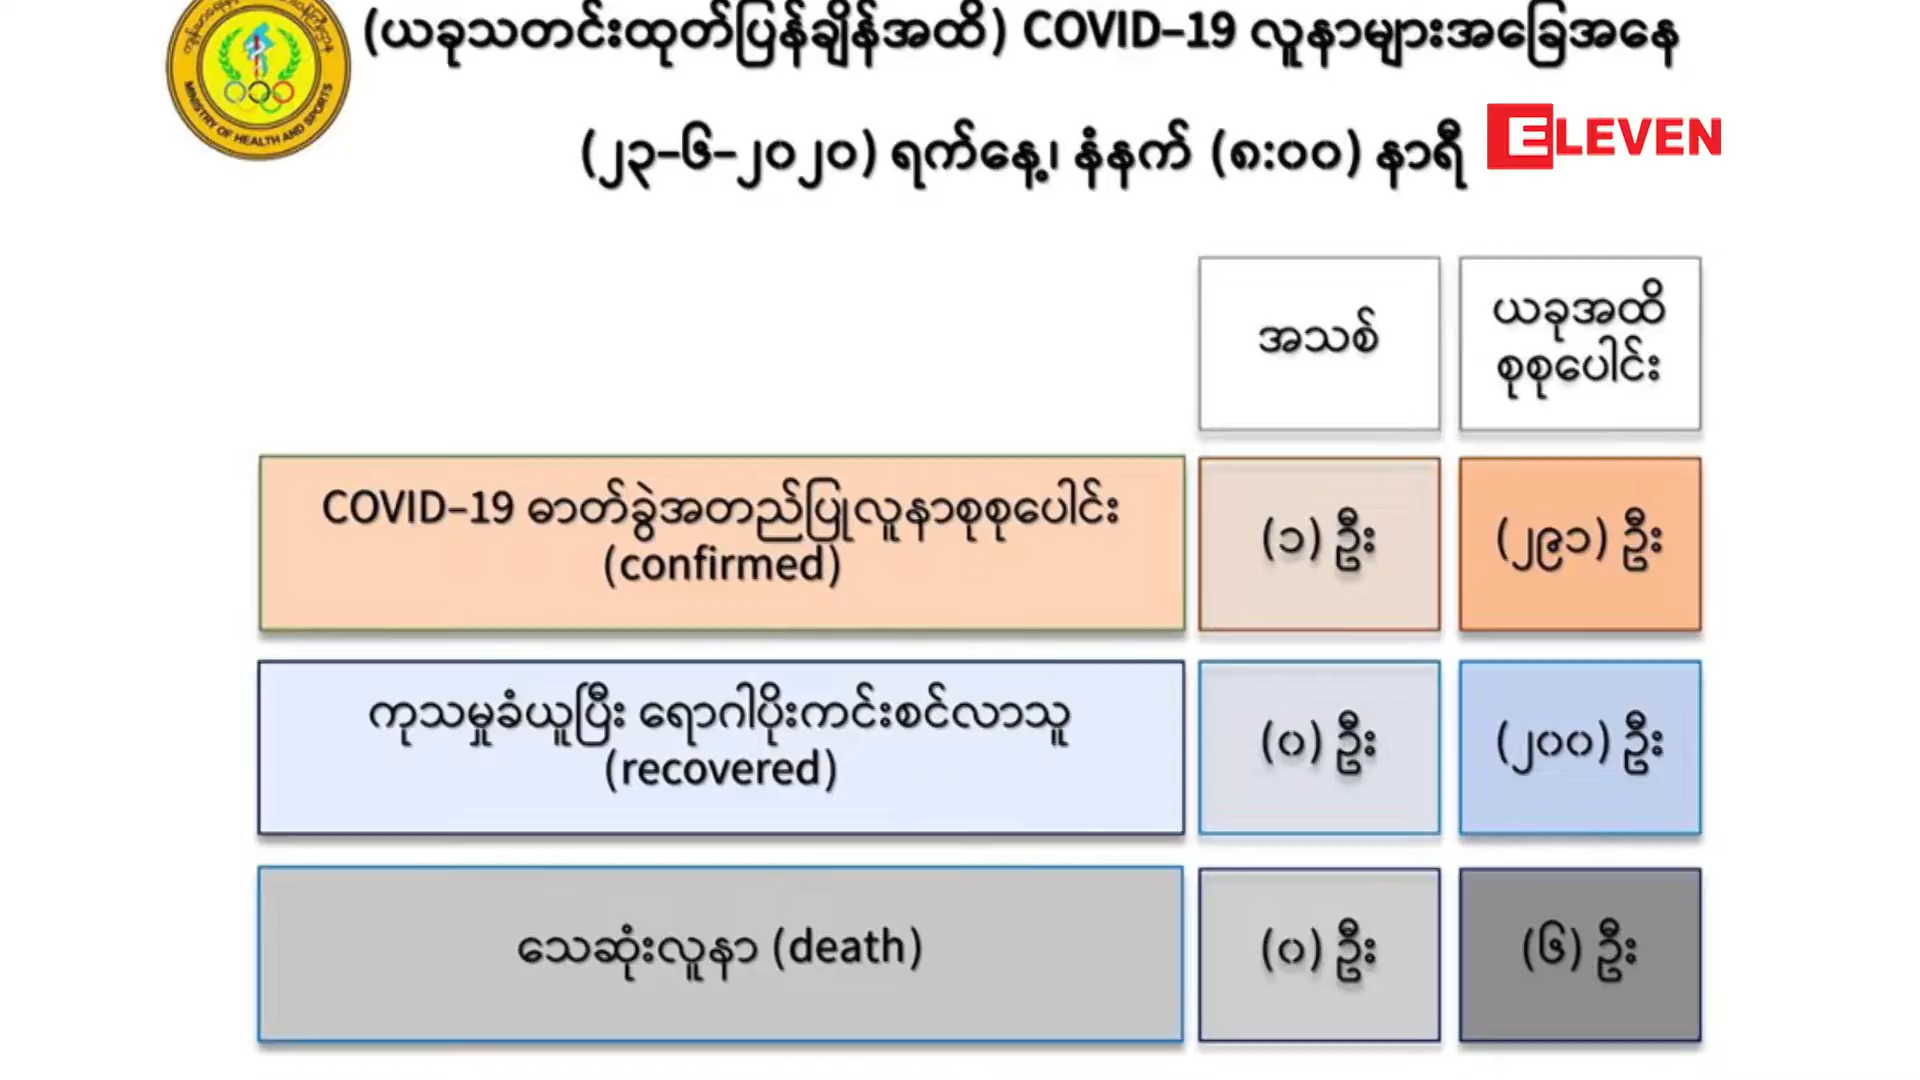 (ယခုသတင်းထုတ်ပြန်ချိန်အထိ) COVID-19 လူနာများအခြေအနေ
(၂၃-၆-၂၀၂၀) ရက်နေ့၊ နံနက် (၈:၀၀) နာရီ
ELEVEN
MINISTRY OF HEALTH AND SPORTS
အသစ်
ယခုအထိ
စုစုပေါင်း
COVID-19 ဓာတ်ခွဲအတည်ပြုလူနာစုစုပေါင်း
(confirmed)
(၁) ဦး
(၂၉၁) ဦး
ကုသမှုခံယူပြီး ရောဂါပိုးကင်းစင်လာသူ
(recovered)
(၀) ဦး
(၂၀၀) ဦး
သေဆုံးလူနာ (death)
(၀) ဦး
(၆) ဦး